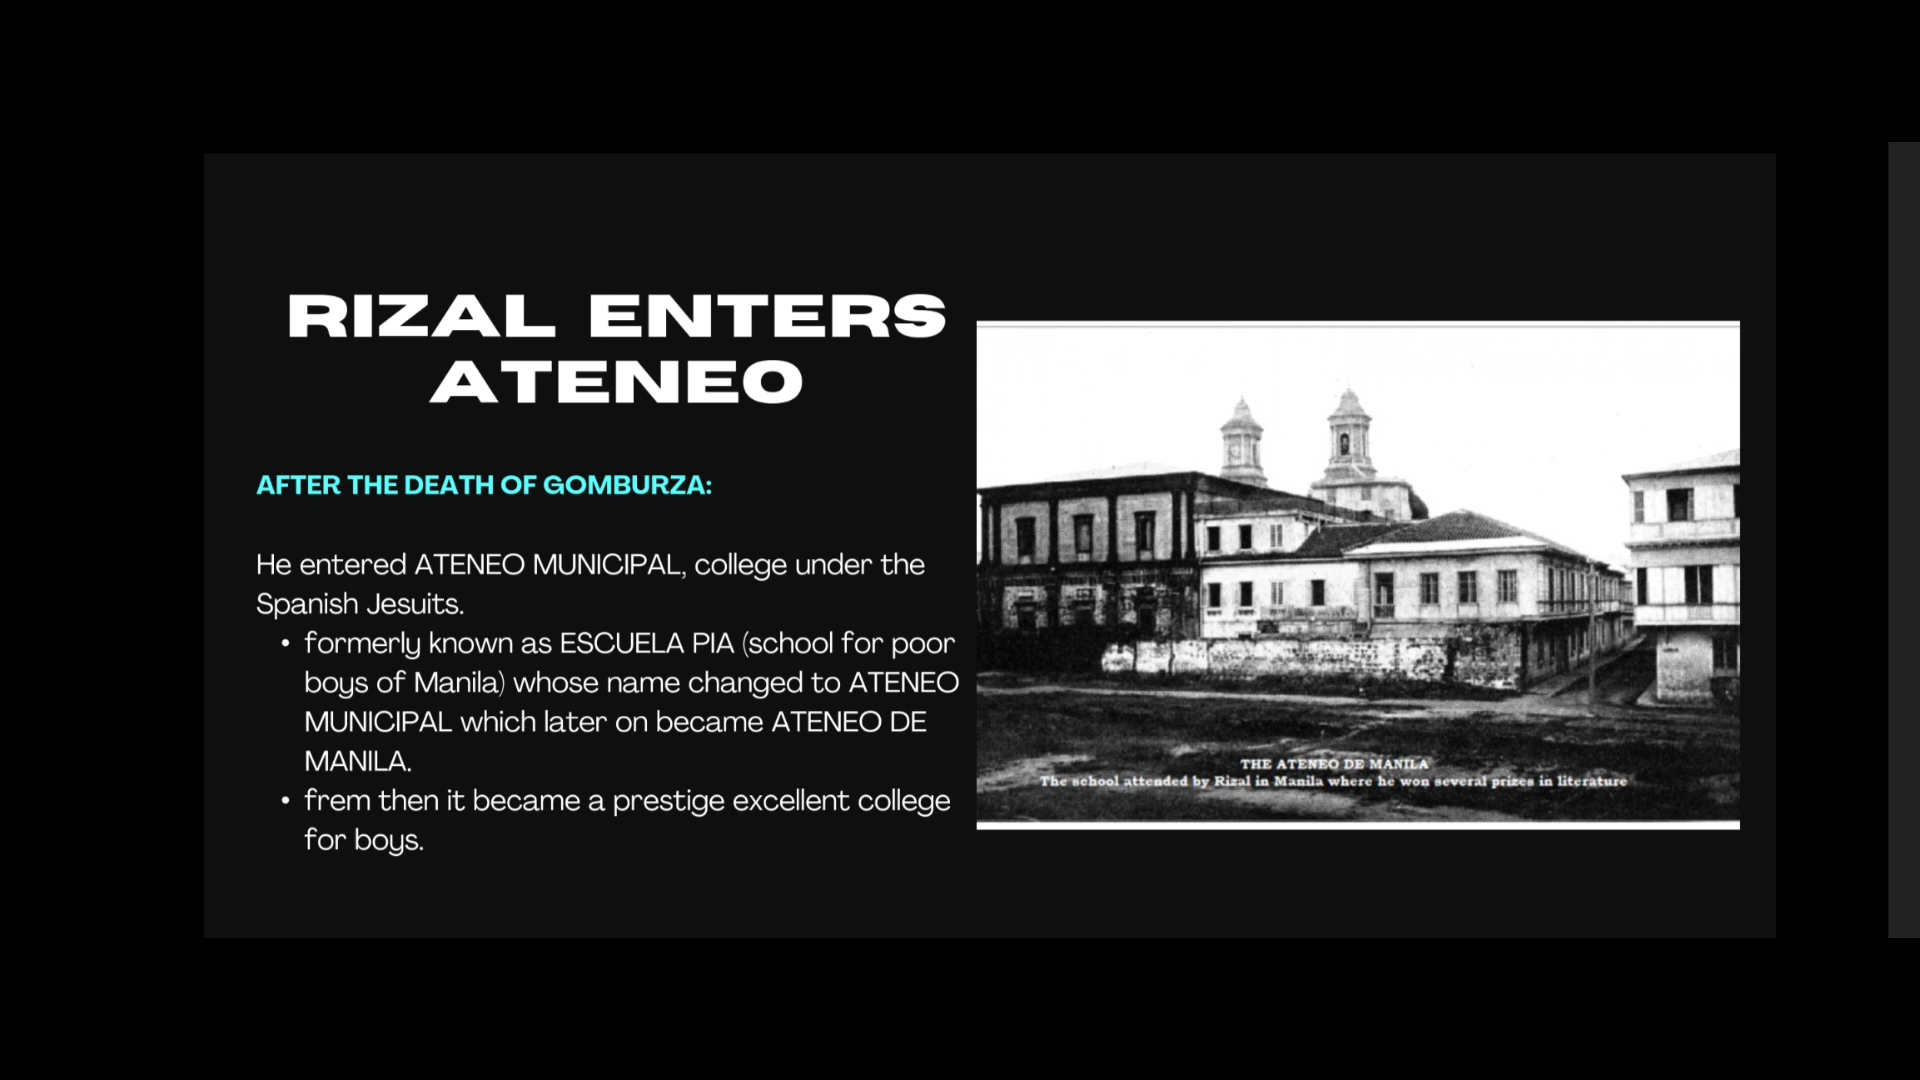 RIZAL ENTERS
ATENEO
AFTER THE DEATH OF GOMBURZA:
He entered ATENEO MUNICIPAL, college under the
Spanish Jesuits.
• formerly known as ESCUELA PIA (school for poor
boys of Manila) whose name changed to ATENEO
MUNICIPAL which later on became ATENEO DE
MANILA.
• frem then it became a prestige excellent college
for boys.
THE ATENEO DE MANILA
The school attended by Rizal in Manila where he won several prizes in literature